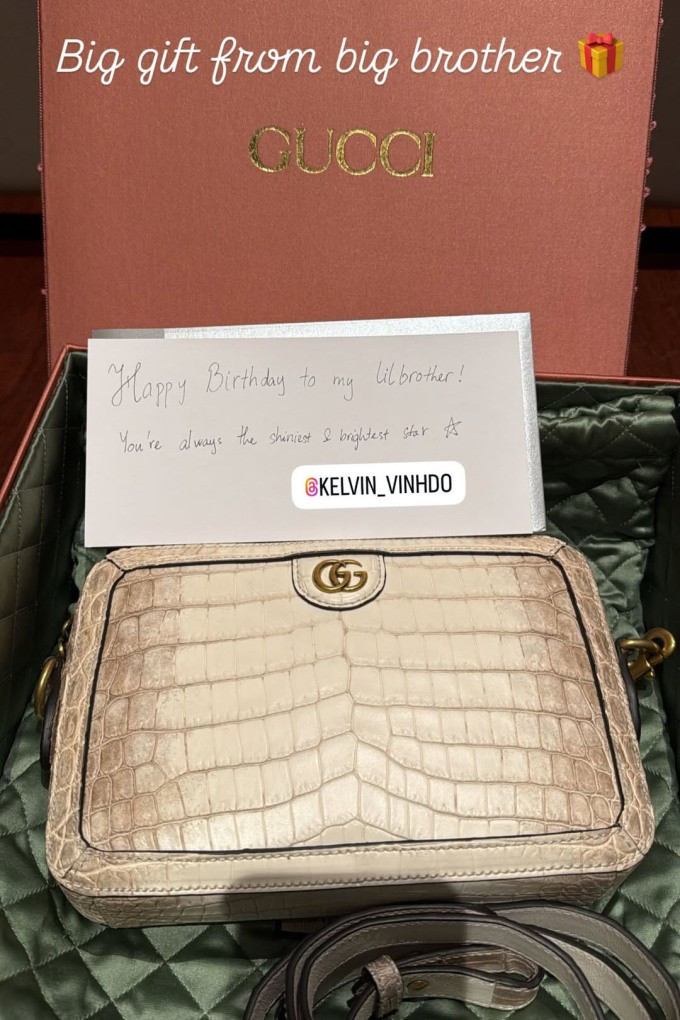 Big gift from big brother 🎁
GUCCI
Happy Birthday to my lil brother!
You're always the shiniest & brightest star ☆
@KELVIN_VINHDO
GG